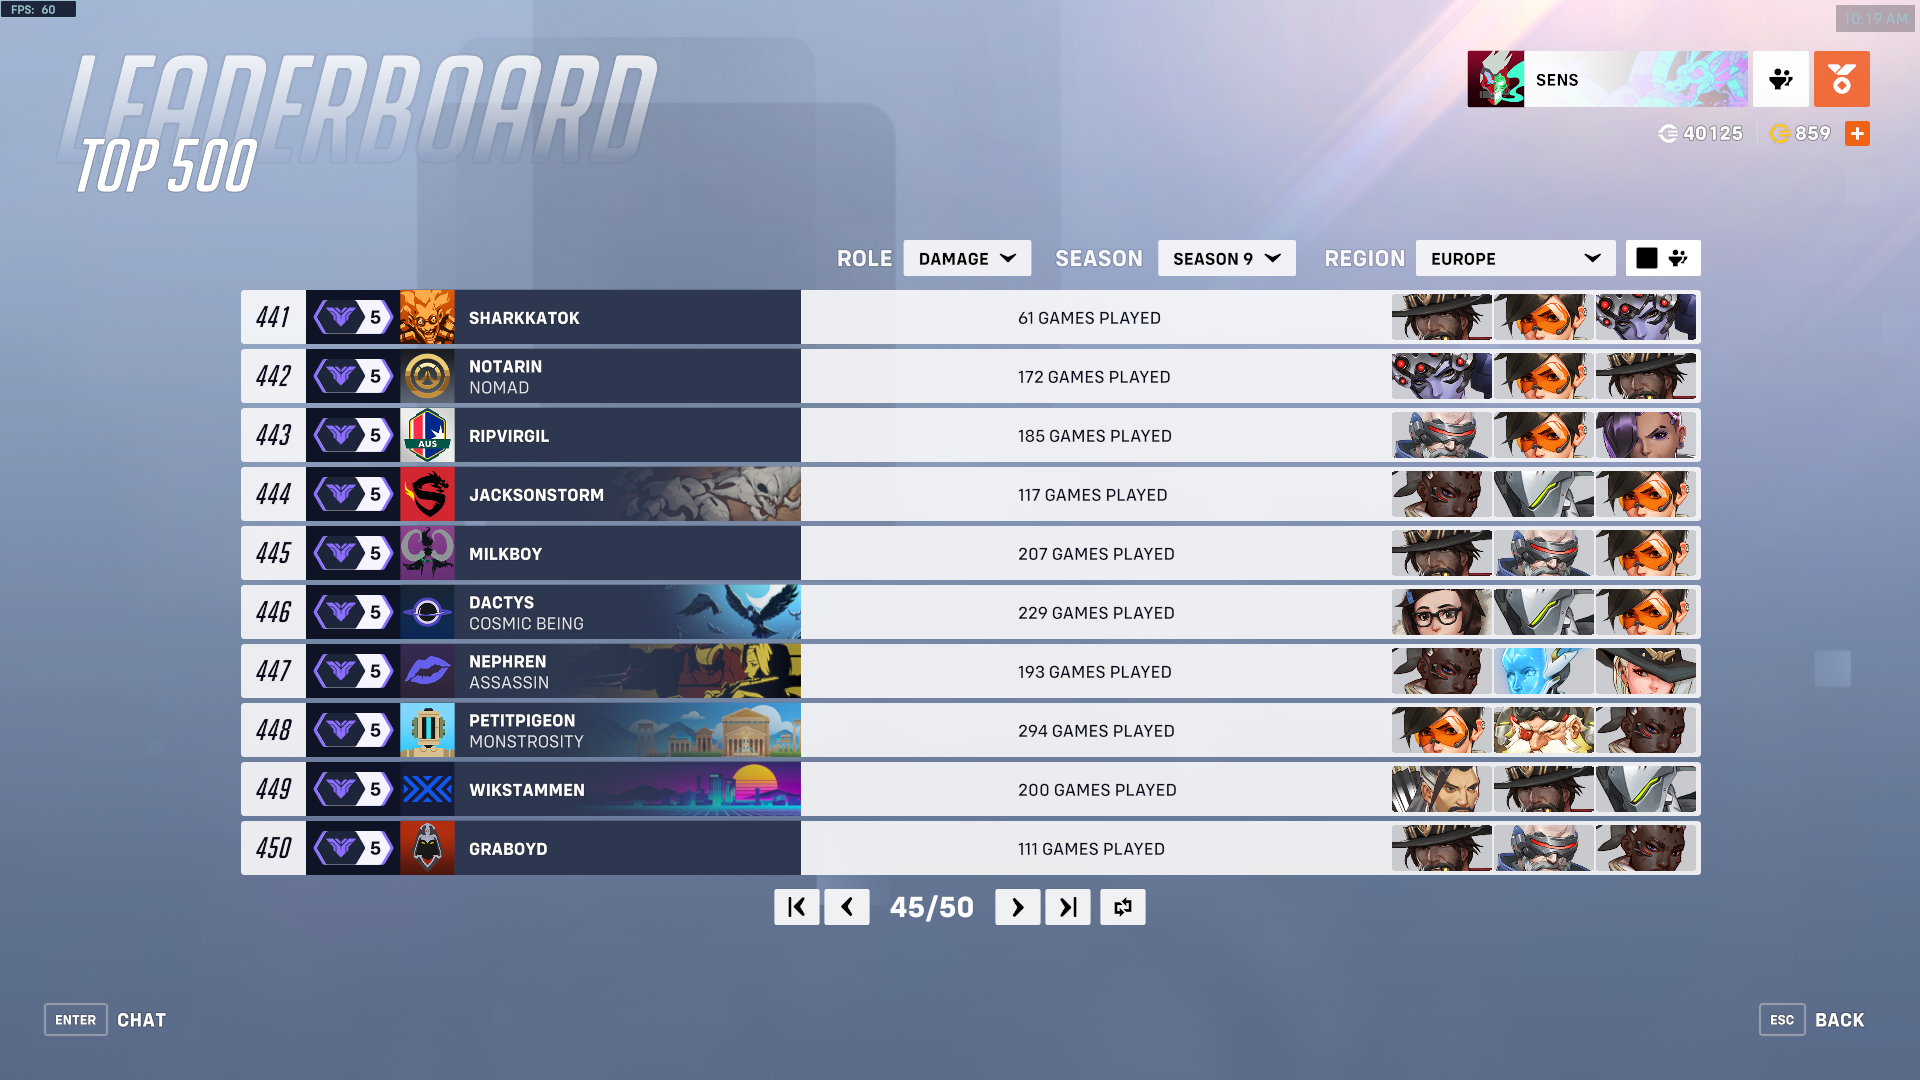 FPS: 60
10:19 AM
LEADERBOARD
TOP 500
SENS
40125
859
ROLE DAMAGE SEASON SEASON 9 REGION EUROPE
441 5 SHARKKATOK 61 GAMES PLAYED
442 5 NOTARIN 172 GAMES PLAYED
NOMAD
443 5 AUS RIPVIRGIL 185 GAMES PLAYED
444 5 JACKSONSTORM 117 GAMES PLAYED
445 5 MILKBOY 207 GAMES PLAYED
446 5 DACTYS 229 GAMES PLAYED
COSMIC BEING
447 5 NEPHREN 193 GAMES PLAYED
ASSASSIN
448 5 PETITPIGEON 294 GAMES PLAYED
MONSTROSITY
449 5 WIKSTAMMEN 200 GAMES PLAYED
450 5 GRABOYD 111 GAMES PLAYED
45/50
ENTER CHAT
ESC BACK